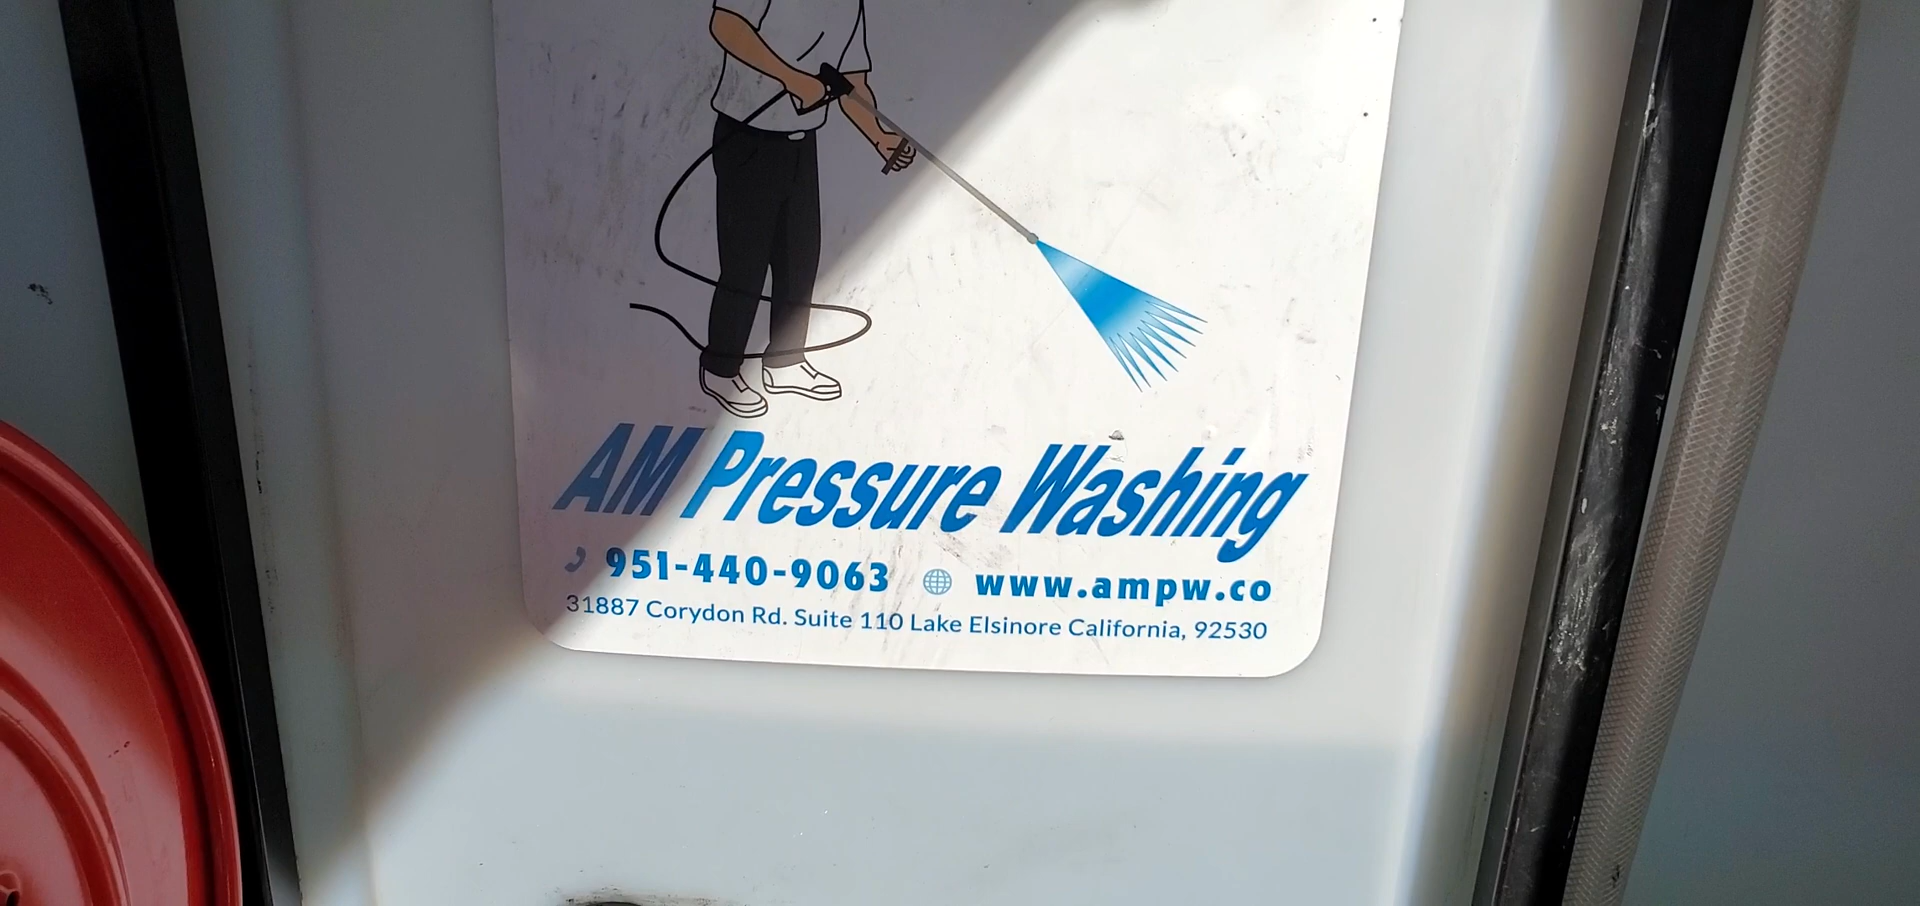 AM Pressure Washing
951-440-9063 www.ampw.co
31887 Corydon Rd. Suite 110 Lake Elsinore California, 92530